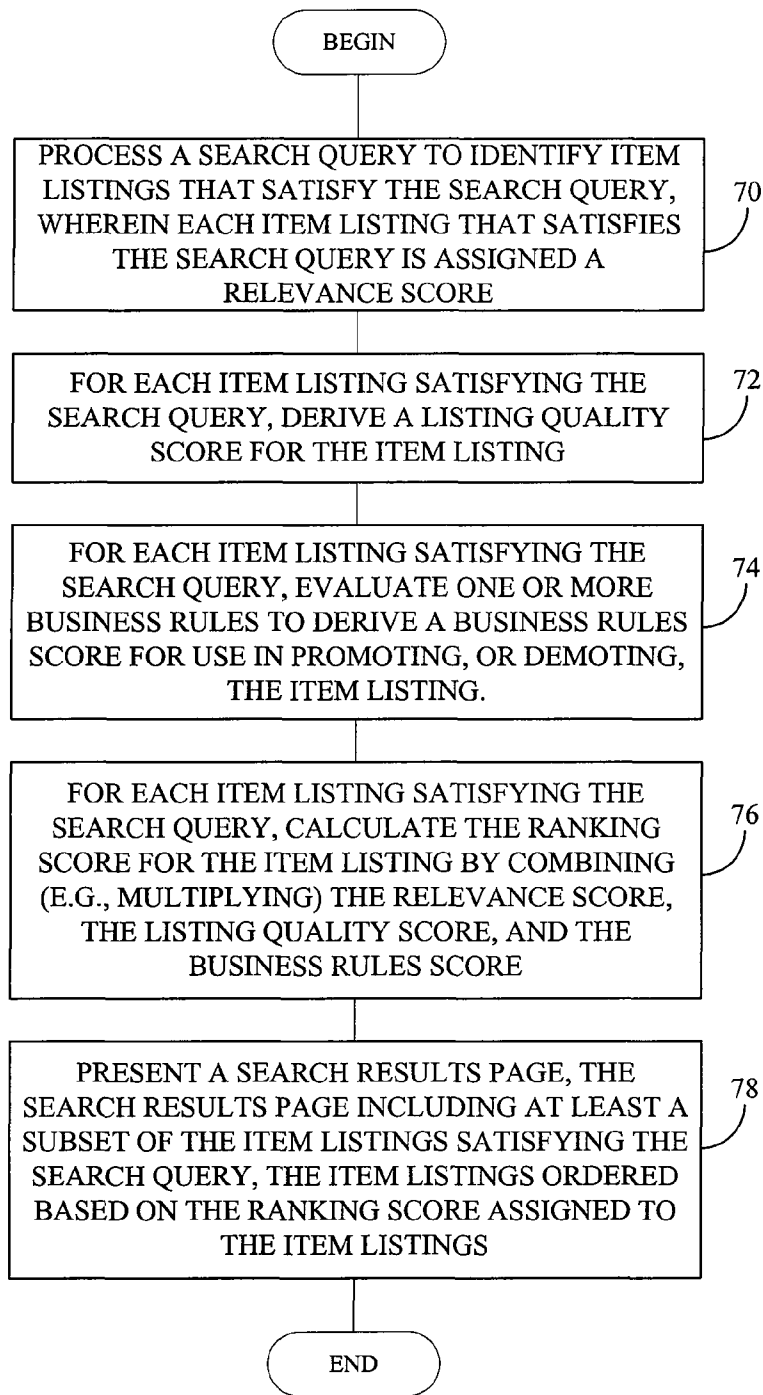 BEGIN
PROCESS A SEARCH QUERY TO IDENTIFY ITEM
LISTINGS THAT SATISFY THE SEARCH QUERY,
WHEREIN EACH ITEM LISTING THAT SATISFIES
THE SEARCH QUERY IS ASSIGNED A
RELEVANCE SCORE
70
FOR EACH ITEM LISTING SATISFYING THE
SEARCH QUERY, DERIVE A LISTING QUALITY
SCORE FOR THE ITEM LISTING
72
FOR EACH ITEM LISTING SATISFYING THE
SEARCH QUERY, EVALUATE ONE OR MORE
BUSINESS RULES TO DERIVE A BUSINESS RULES
SCORE FOR USE IN PROMOTING, OR DEMOTING,
THE ITEM LISTING.
74
FOR EACH ITEM LISTING SATISFYING THE
SEARCH QUERY, CALCULATE THE RANKING
SCORE FOR THE ITEM LISTING BY COMBINING
(E.G., MULTIPLYING) THE RELEVANCE SCORE,
THE LISTING QUALITY SCORE, AND THE
BUSINESS RULES SCORE
76
PRESENT A SEARCH RESULTS PAGE, THE
SEARCH RESULTS PAGE INCLUDING AT LEAST A
SUBSET OF THE ITEM LISTINGS SATISFYING THE
SEARCH QUERY, THE ITEM LISTINGS ORDERED
BASED ON THE RANKING SCORE ASSIGNED TO
THE ITEM LISTINGS
78
END